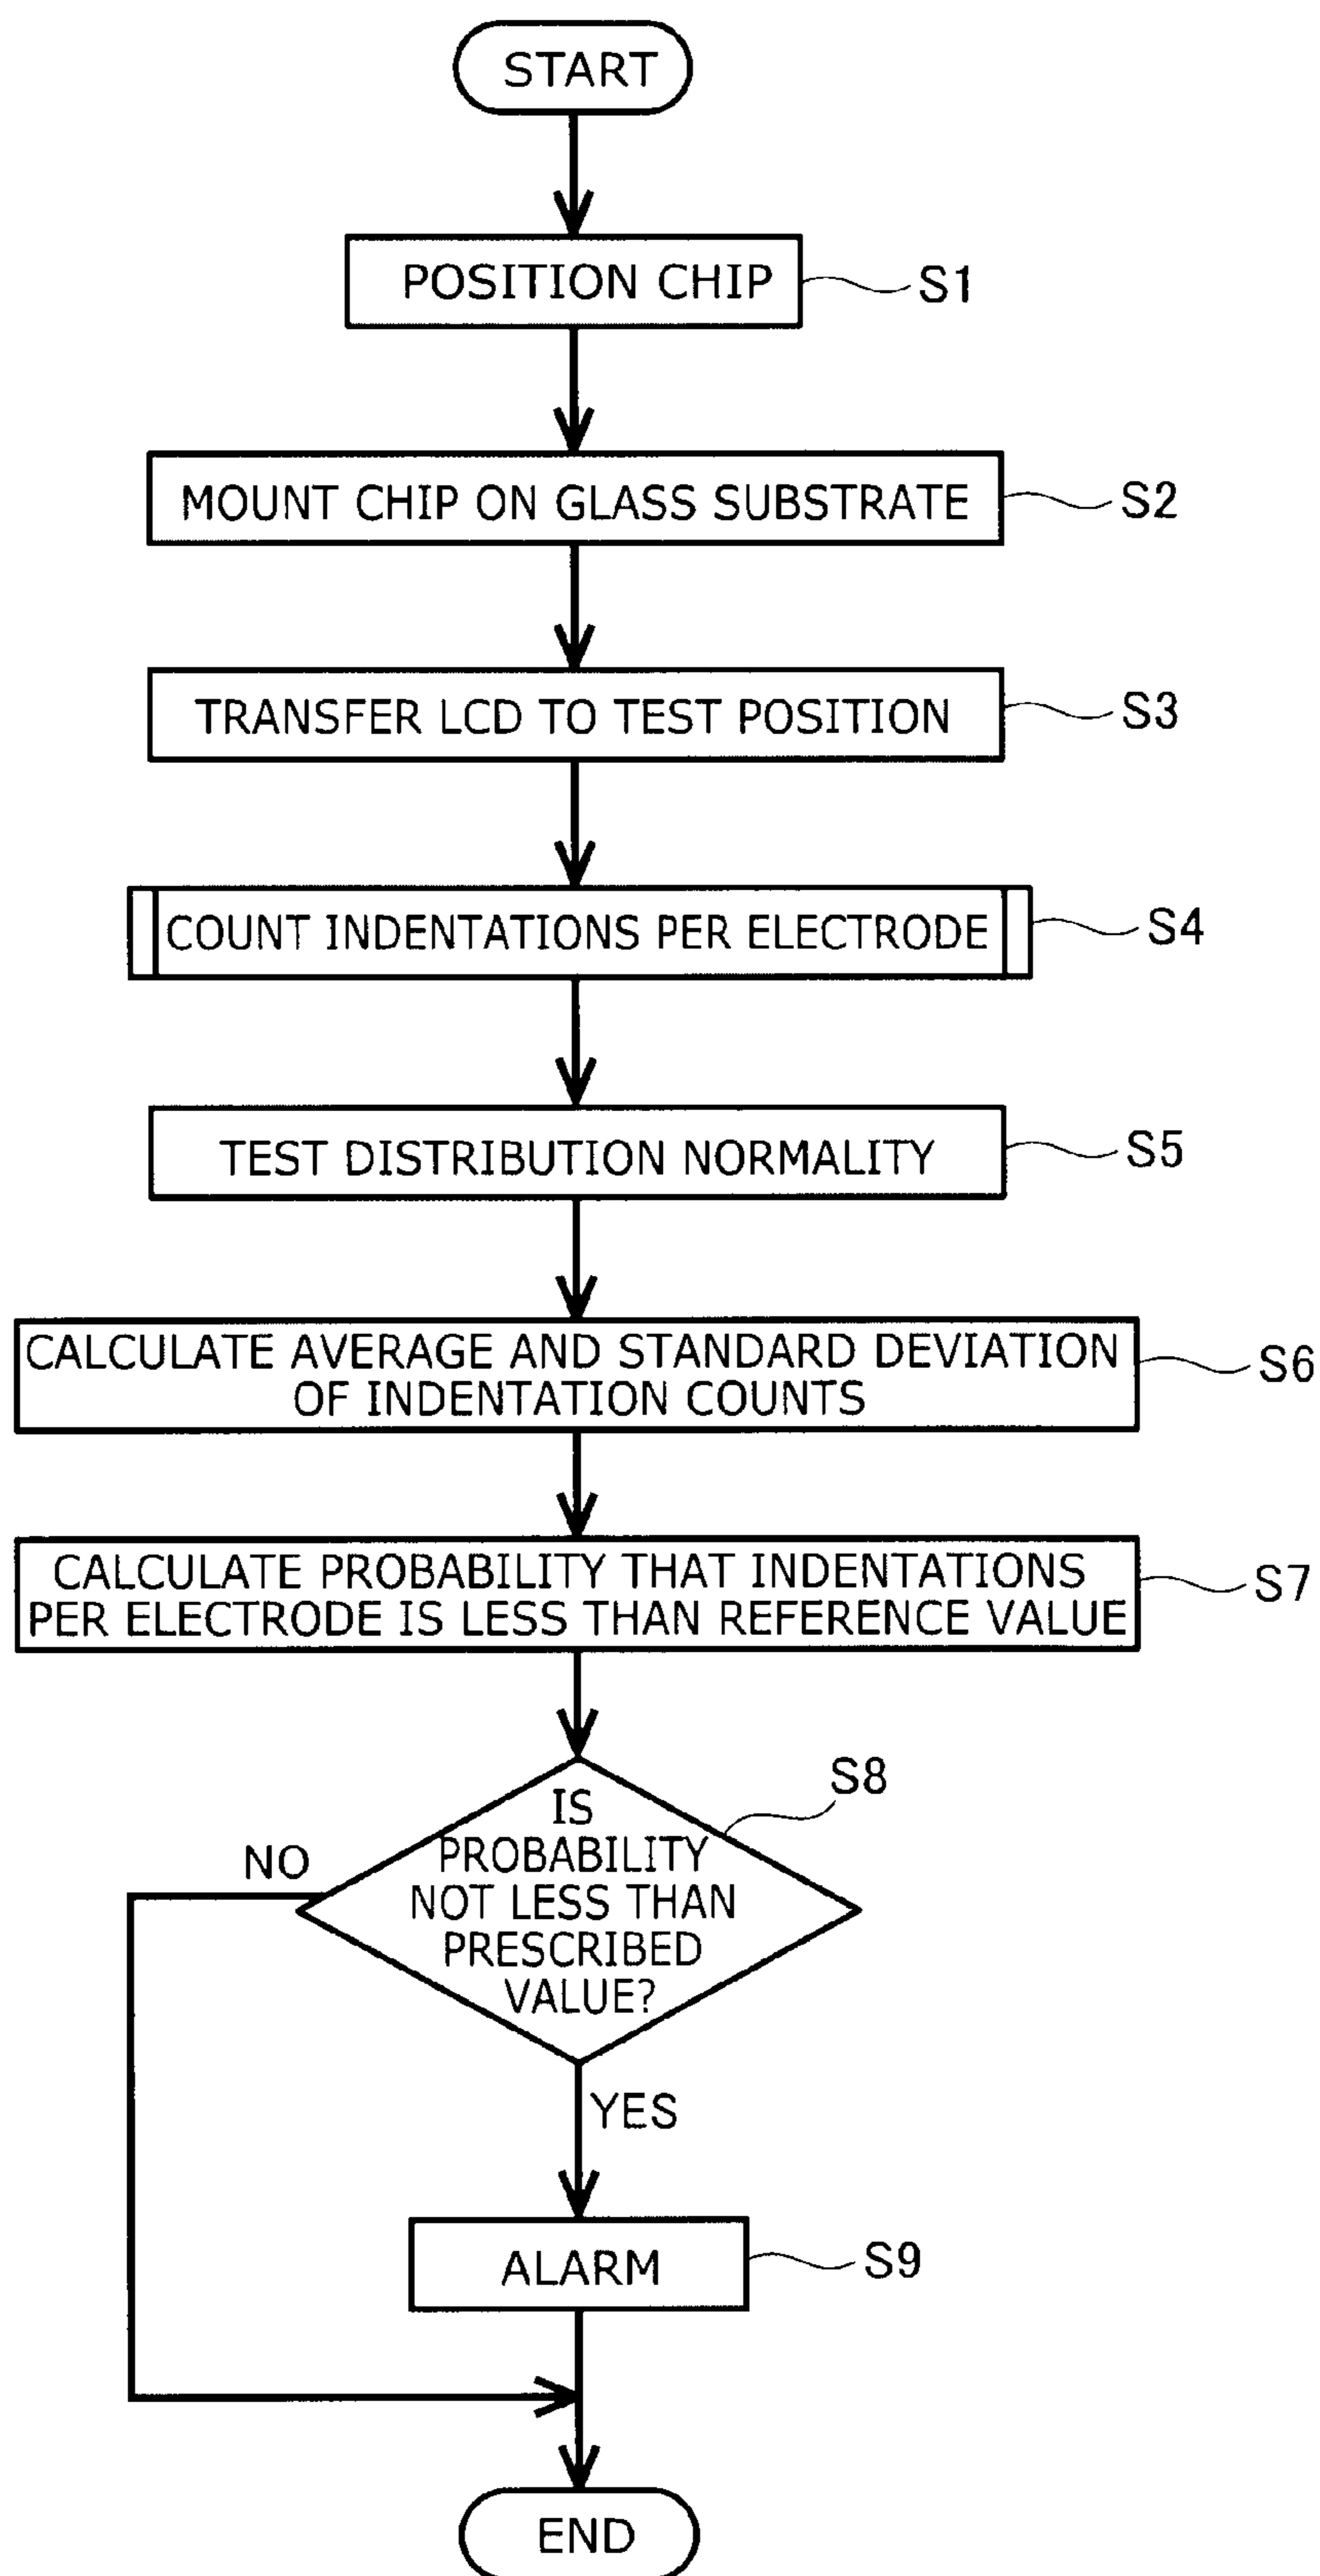 START
POSITION CHIP
S1
MOUNT CHIP ON GLASS SUBSTRATE
S2
TRANSFER LCD TO TEST POSITION
S3
COUNT INDENTATIONS PER ELECTRODE
S4
TEST DISTRIBUTION NORMALITY
S5
CALCULATE AVERAGE AND STANDARD DEVIATION
OF INDENTATION COUNTS
S6
CALCULATE PROBABILITY THAT INDENTATIONS
PER ELECTRODE IS LESS THAN REFERENCE VALUE
S7
S8
IS
PROBABILITY
NOT LESS THAN
PRESCRIBED
VALUE?
NO
YES
ALARM
S9
END